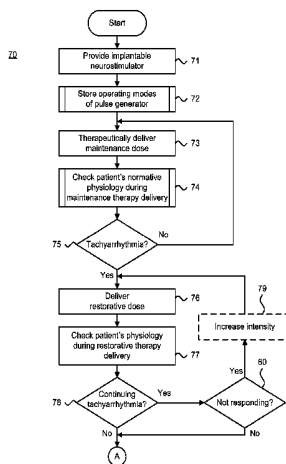 Start
70
Provide implantable
neurostimulator
71
Store operating modes
of pulse generator
72
Therapeutically deliver
maintenance dose
73
Check patient's normative
physiology during
maintenance therapy delivery
74
75
Tachyarrhythmia?
No
Yes
79
Deliver
restorative dose
76
Increase intensity
Check patient's physiology
during restorative therapy
delivery
77
Yes
80
78
Continuing
tachyarrhythmia?
Yes
Not responding?
No
No
A